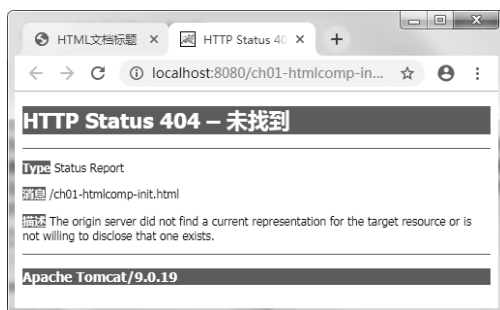 HTML文档标题
HTTP Status 40
localhost:8080/ch01-htmlcomp-in...
HTTP Status 404 – 未找到
Type Status Report
消息 /ch01-htmlcomp-init.html
描述 The origin server did not find a current representation for the target resource or is
not willing to disclose that one exists.
Apache Tomcat/9.0.19